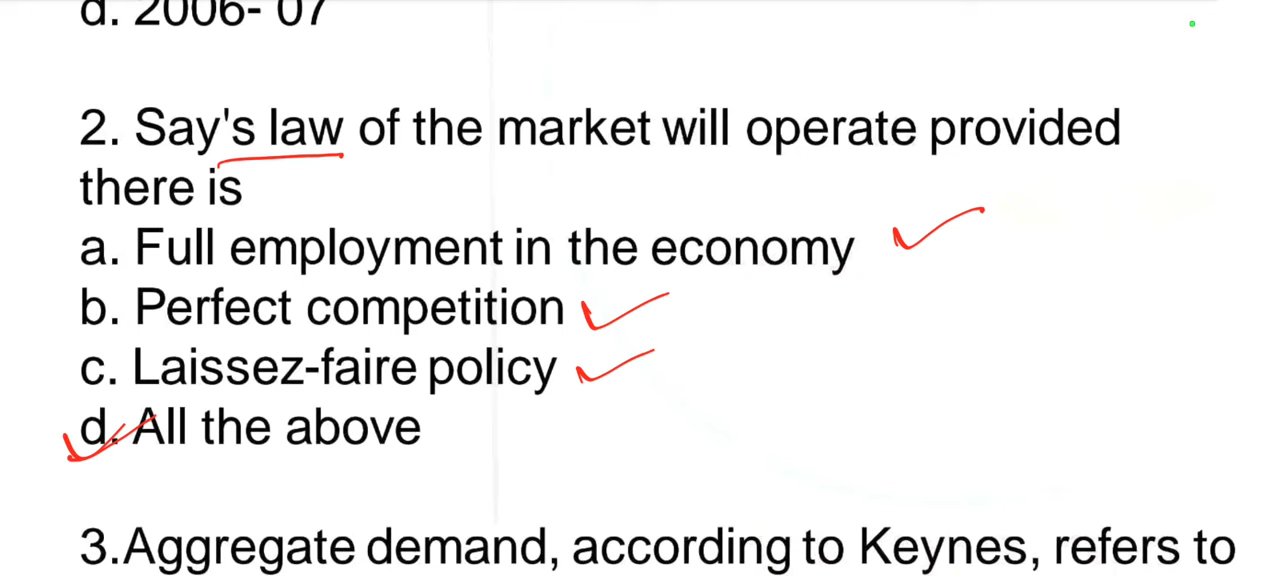 d. 2006- 07
2. Say's law of the market will operate provided
there is
a. Full employment in the economy
b. Perfect competition
c. Laissez-faire policy
d. All the above
3.Aggregate demand, according to Keynes, refers to